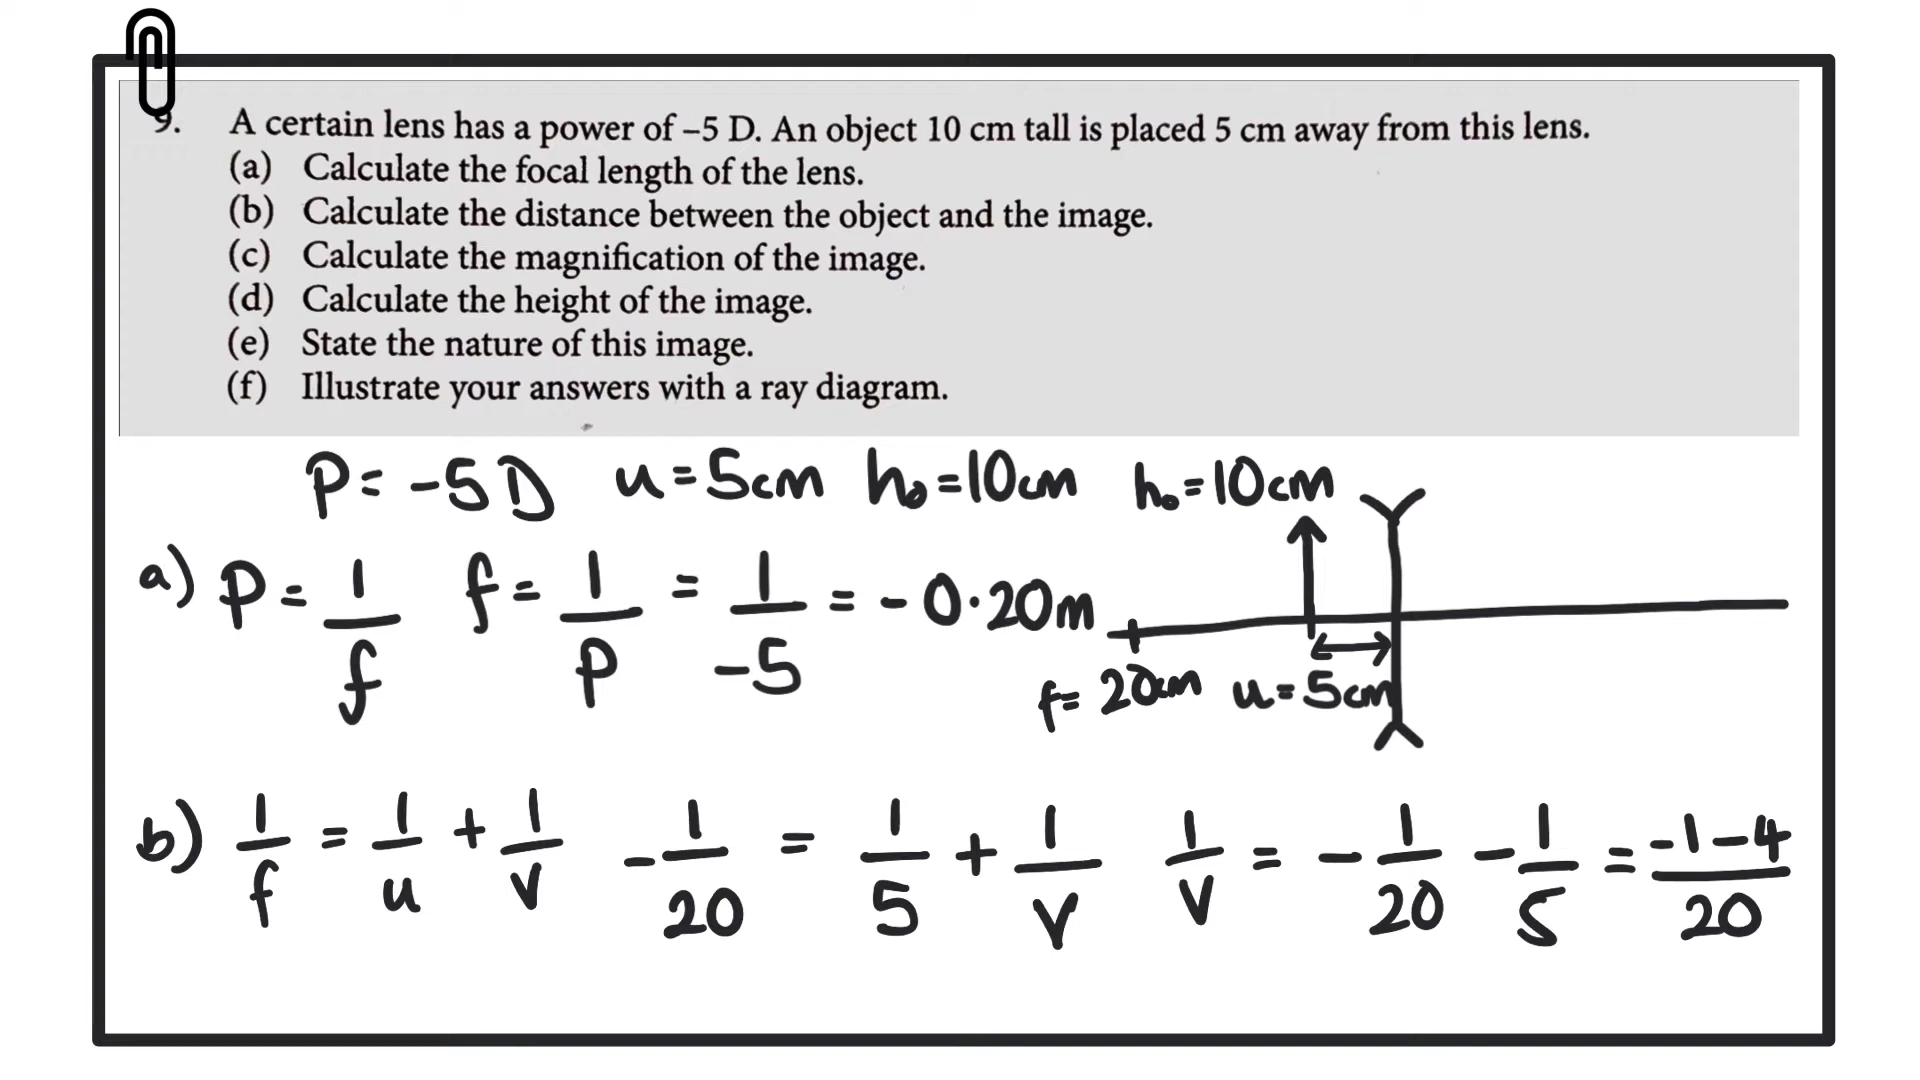 9. A certain lens has a power of –5 D. An object 10 cm tall is placed 5 cm away from this lens.
(a) Calculate the focal length of the lens.
(b) Calculate the distance between the object and the image.
(c) Calculate the magnification of the image.
(d) Calculate the height of the image.
(e) State the nature of this image.
(f) Illustrate your answers with a ray diagram.
P = -5 D u = 5cm h₀ = 10cm h₀ = 10cm
a) P = 1/f f = 1/P = 1/-5 = - 0.20m
f = 20cm u = 5cm
b) 1/f = 1/u + 1/v - 1/20 = 1/5 + 1/v 1/v = - 1/20 - 1/5 = -1-4/20